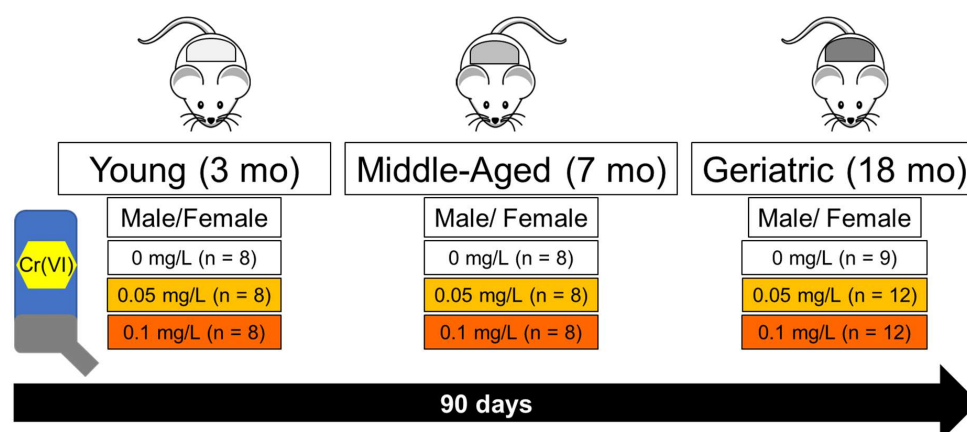 Young (3 mo)
Middle-Aged (7 mo)
Geriatric (18 mo)
Male/Female
Male/ Female
Male/ Female
Cr(VI)
0 mg/L (n = 8)
0 mg/L (n = 8)
0 mg/L (n = 9)
0.05 mg/L (n = 8)
0.05 mg/L (n = 8)
0.05 mg/L (n = 12)
0.1 mg/L (n = 8)
0.1 mg/L (n = 8)
0.1 mg/L (n = 12)
90 days